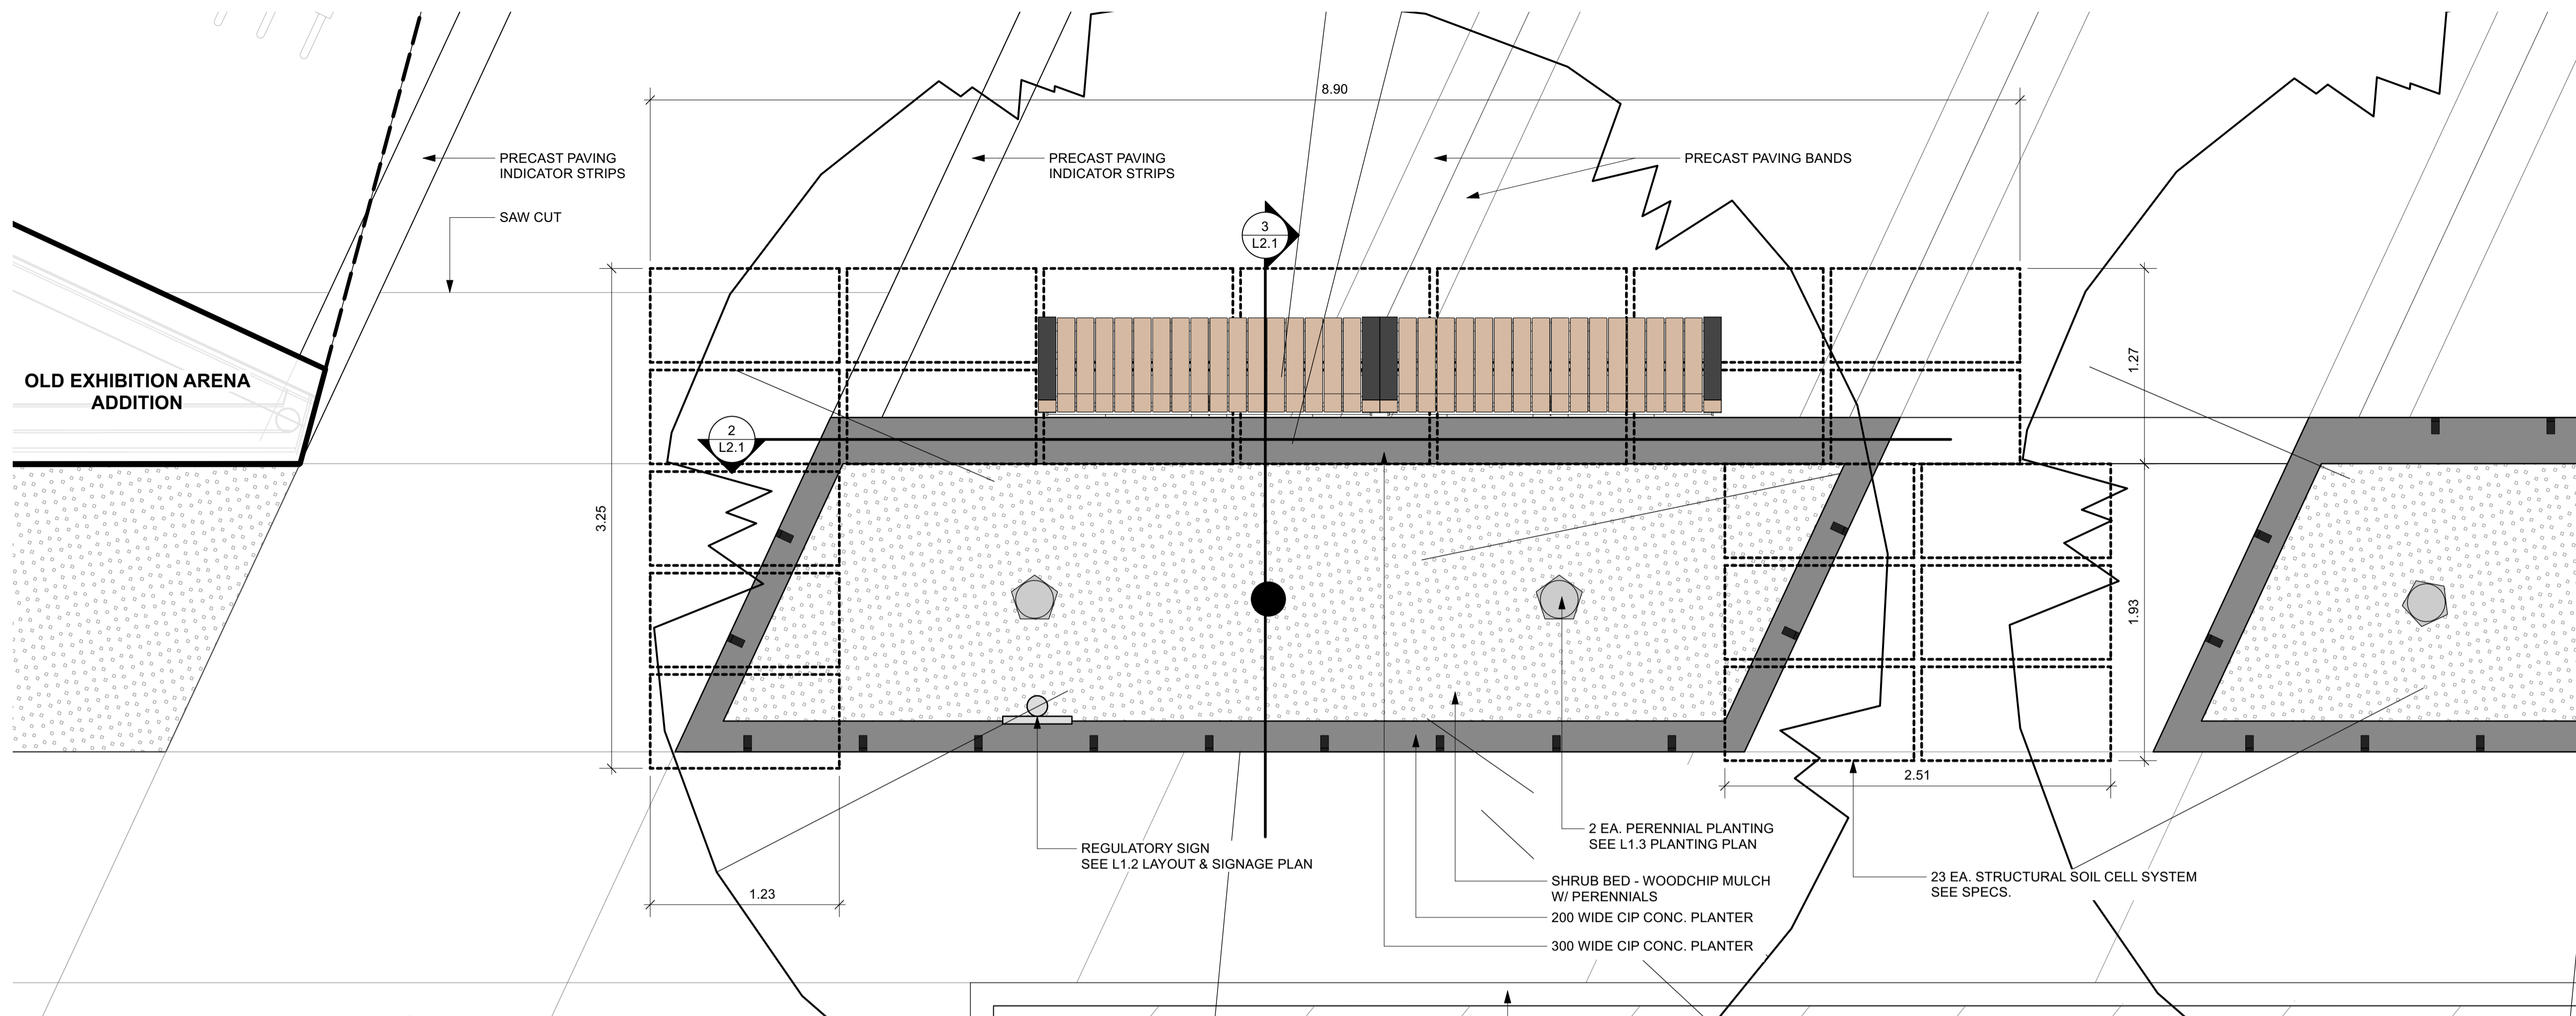 8.90
PRECAST PAVING
INDICATOR STRIPS
PRECAST PAVING
INDICATOR STRIPS
PRECAST PAVING BANDS
SAW CUT
3
L2.1
OLD EXHIBITION ARENA
ADDITION
1.27
2
L2.1
3.25
1.93
2.51
2 EA. PERENNIAL PLANTING
SEE L1.3 PLANTING PLAN
REGULATORY SIGN
SEE L1.2 LAYOUT & SIGNAGE PLAN
SHRUB BED - WOODCHIP MULCH
W/ PERENNIALS
23 EA. STRUCTURAL SOIL CELL SYSTEM
SEE SPECS.
1.23
200 WIDE CIP CONC. PLANTER
300 WIDE CIP CONC. PLANTER